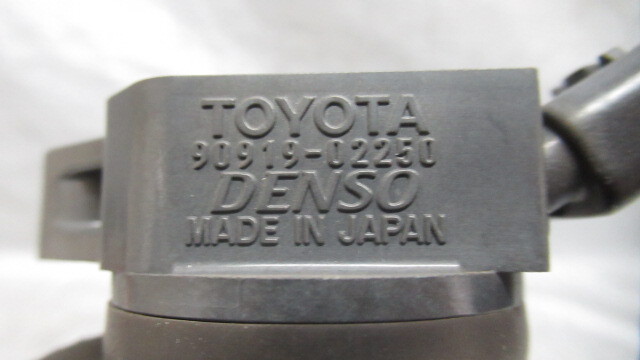 TOYOTA
90919-02250
DENSO
MADE IN JAPAN